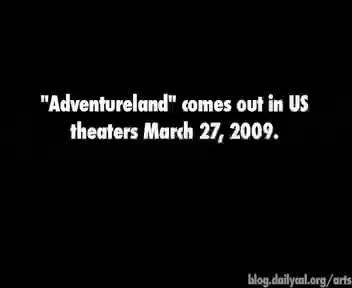 "Adventureland" comes out in US
theaters March 27, 2009.
blog.dailycal.org/arts